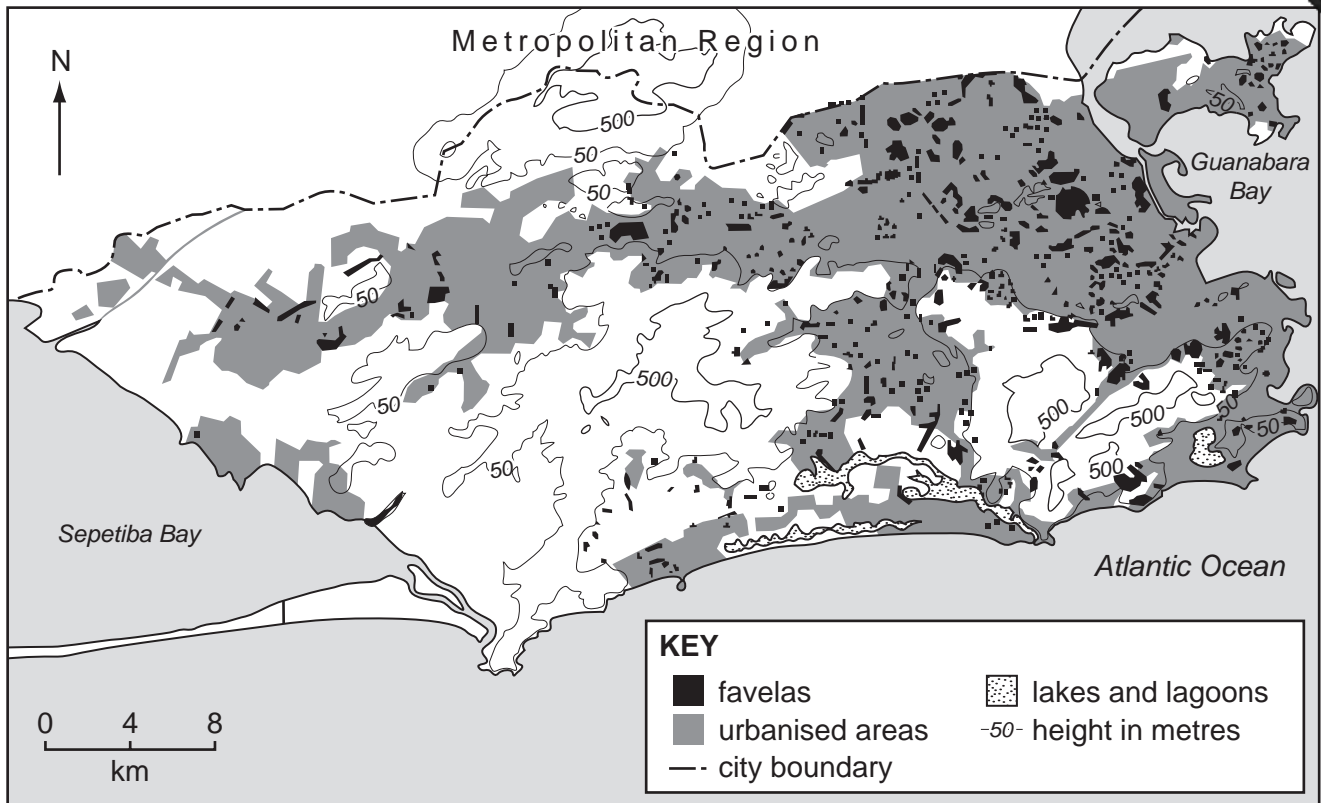 Metropolitan Region
N
500
50
50
50
Guanabara
Bay
50
50
500
50
500
500
500
50
50
50
Sepetiba Bay
Atlantic Ocean
KEY
favelas
urbanised areas
city boundary
lakes and lagoons
-50- height in metres
0 4 8
km